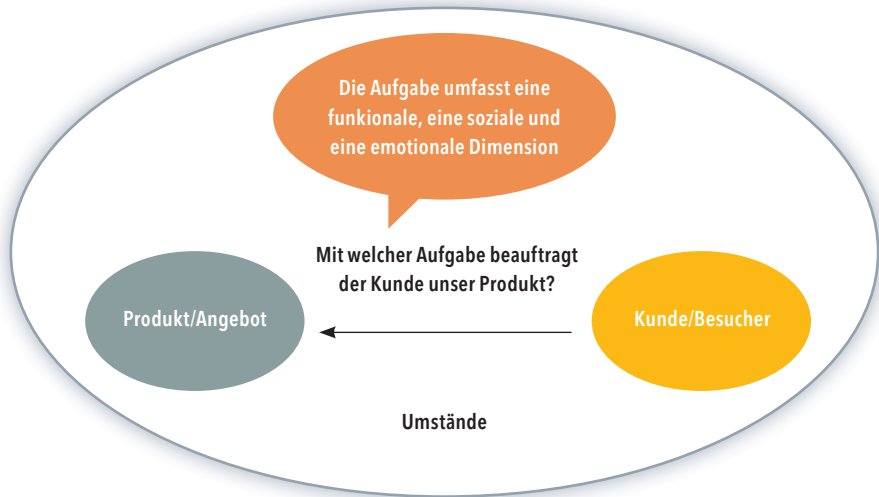 Die Aufgabe umfasst eine
funkionale, eine soziale und
eine emotionale Dimension
Mit welcher Aufgabe beauftragt
der Kunde unser Produkt?
Produkt/Angebot
Kunde/Besucher
Umstände